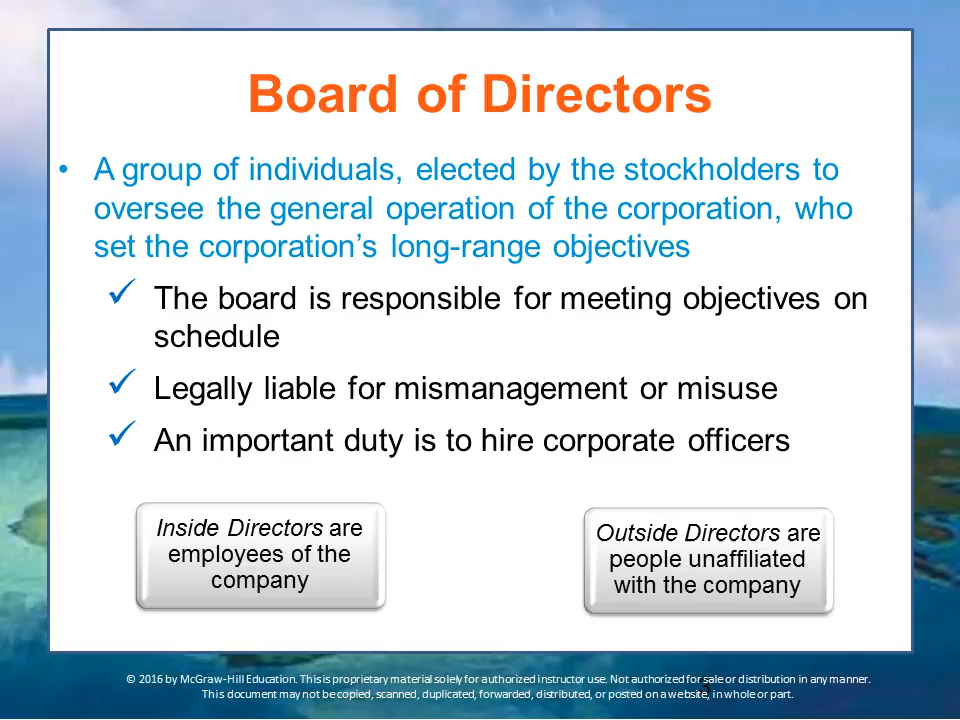 Board of Directors
• A group of individuals, elected by the stockholders to
oversee the general operation of the corporation, who
set the corporation’s long-range objectives
✓ The board is responsible for meeting objectives on
schedule
✓ Legally liable for mismanagement or misuse
✓ An important duty is to hire corporate officers
Inside Directors are
employees of the
company
Outside Directors are
people unaffiliated
with the company
© 2016 by McGraw-Hill Education. This is proprietary material solely for authorized instructor use. Not authorized for sale or distribution in any manner.
This document may not be copied, scanned, duplicated, forwarded, distributed, or posted on a website, in whole or part.